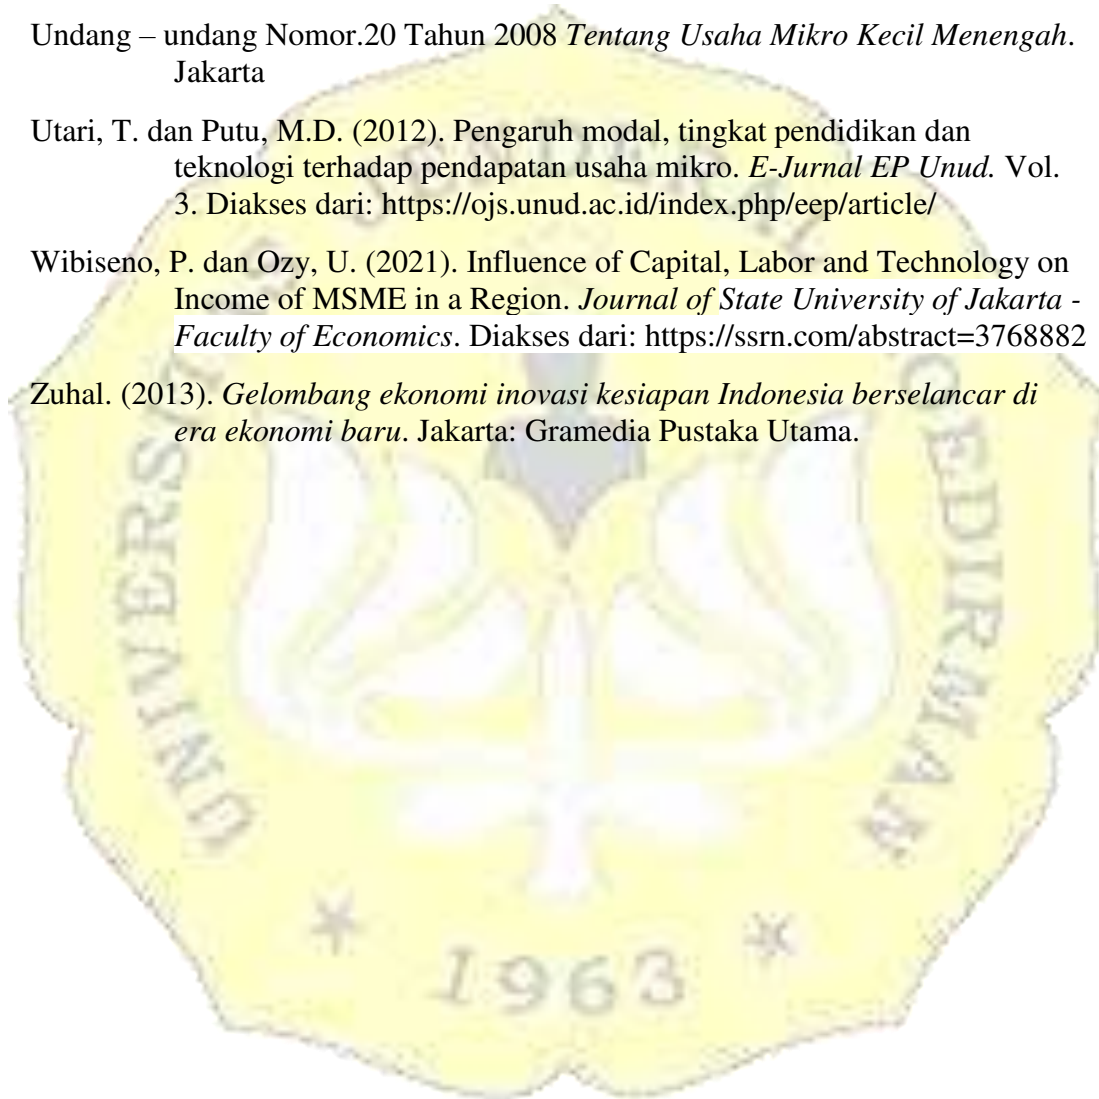 Undang – undang Nomor.20 Tahun 2008 Tentang Usaha Mikro Kecil Menengah.
Jakarta
Utari, T. dan Putu, M.D. (2012). Pengaruh modal, tingkat pendidikan dan
teknologi terhadap pendapatan usaha mikro. E-Jurnal EP Unud. Vol.
3. Diakses dari: https://ojs.unud.ac.id/index.php/eep/article/
Wibiseno, P. dan Ozy, U. (2021). Influence of Capital, Labor and Technology on
Income of MSME in a Region. Journal of State University of Jakarta -
Faculty of Economics. Diakses dari: https://ssrn.com/abstract=3768882
Zuhal. (2013). Gelombang ekonomi inovasi kesiapan Indonesia berselancar di
era ekonomi baru. Jakarta: Gramedia Pustaka Utama.
UNIVERSITAS JENDERAL SOEDIRMAN
1963